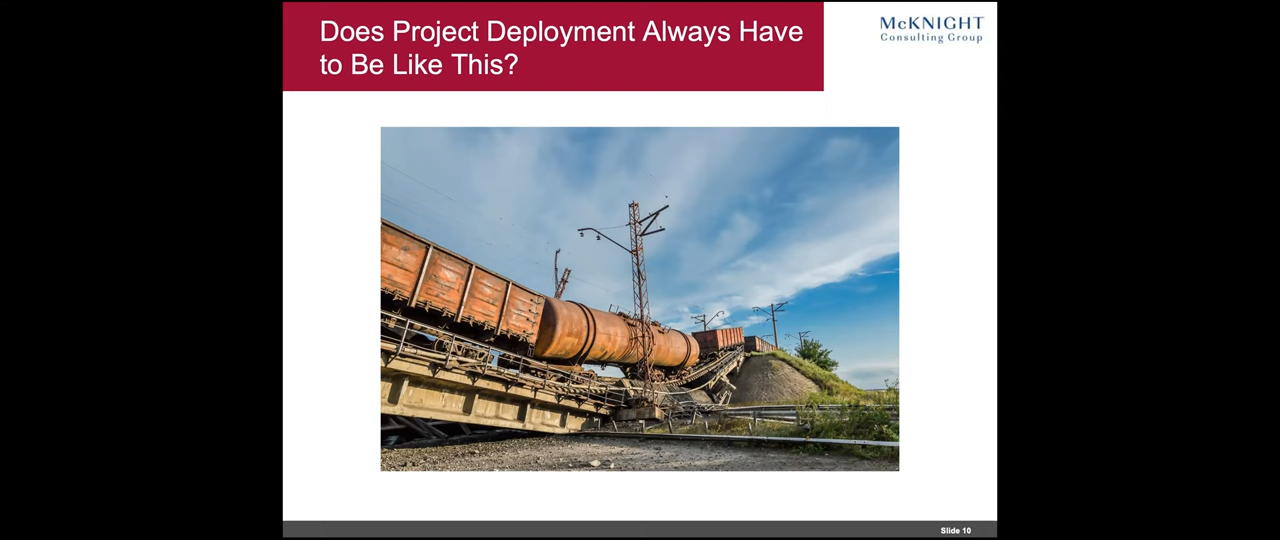 Does Project Deployment Always Have
to Be Like This?
McKNIGHT
Consulting Group
Slide 10